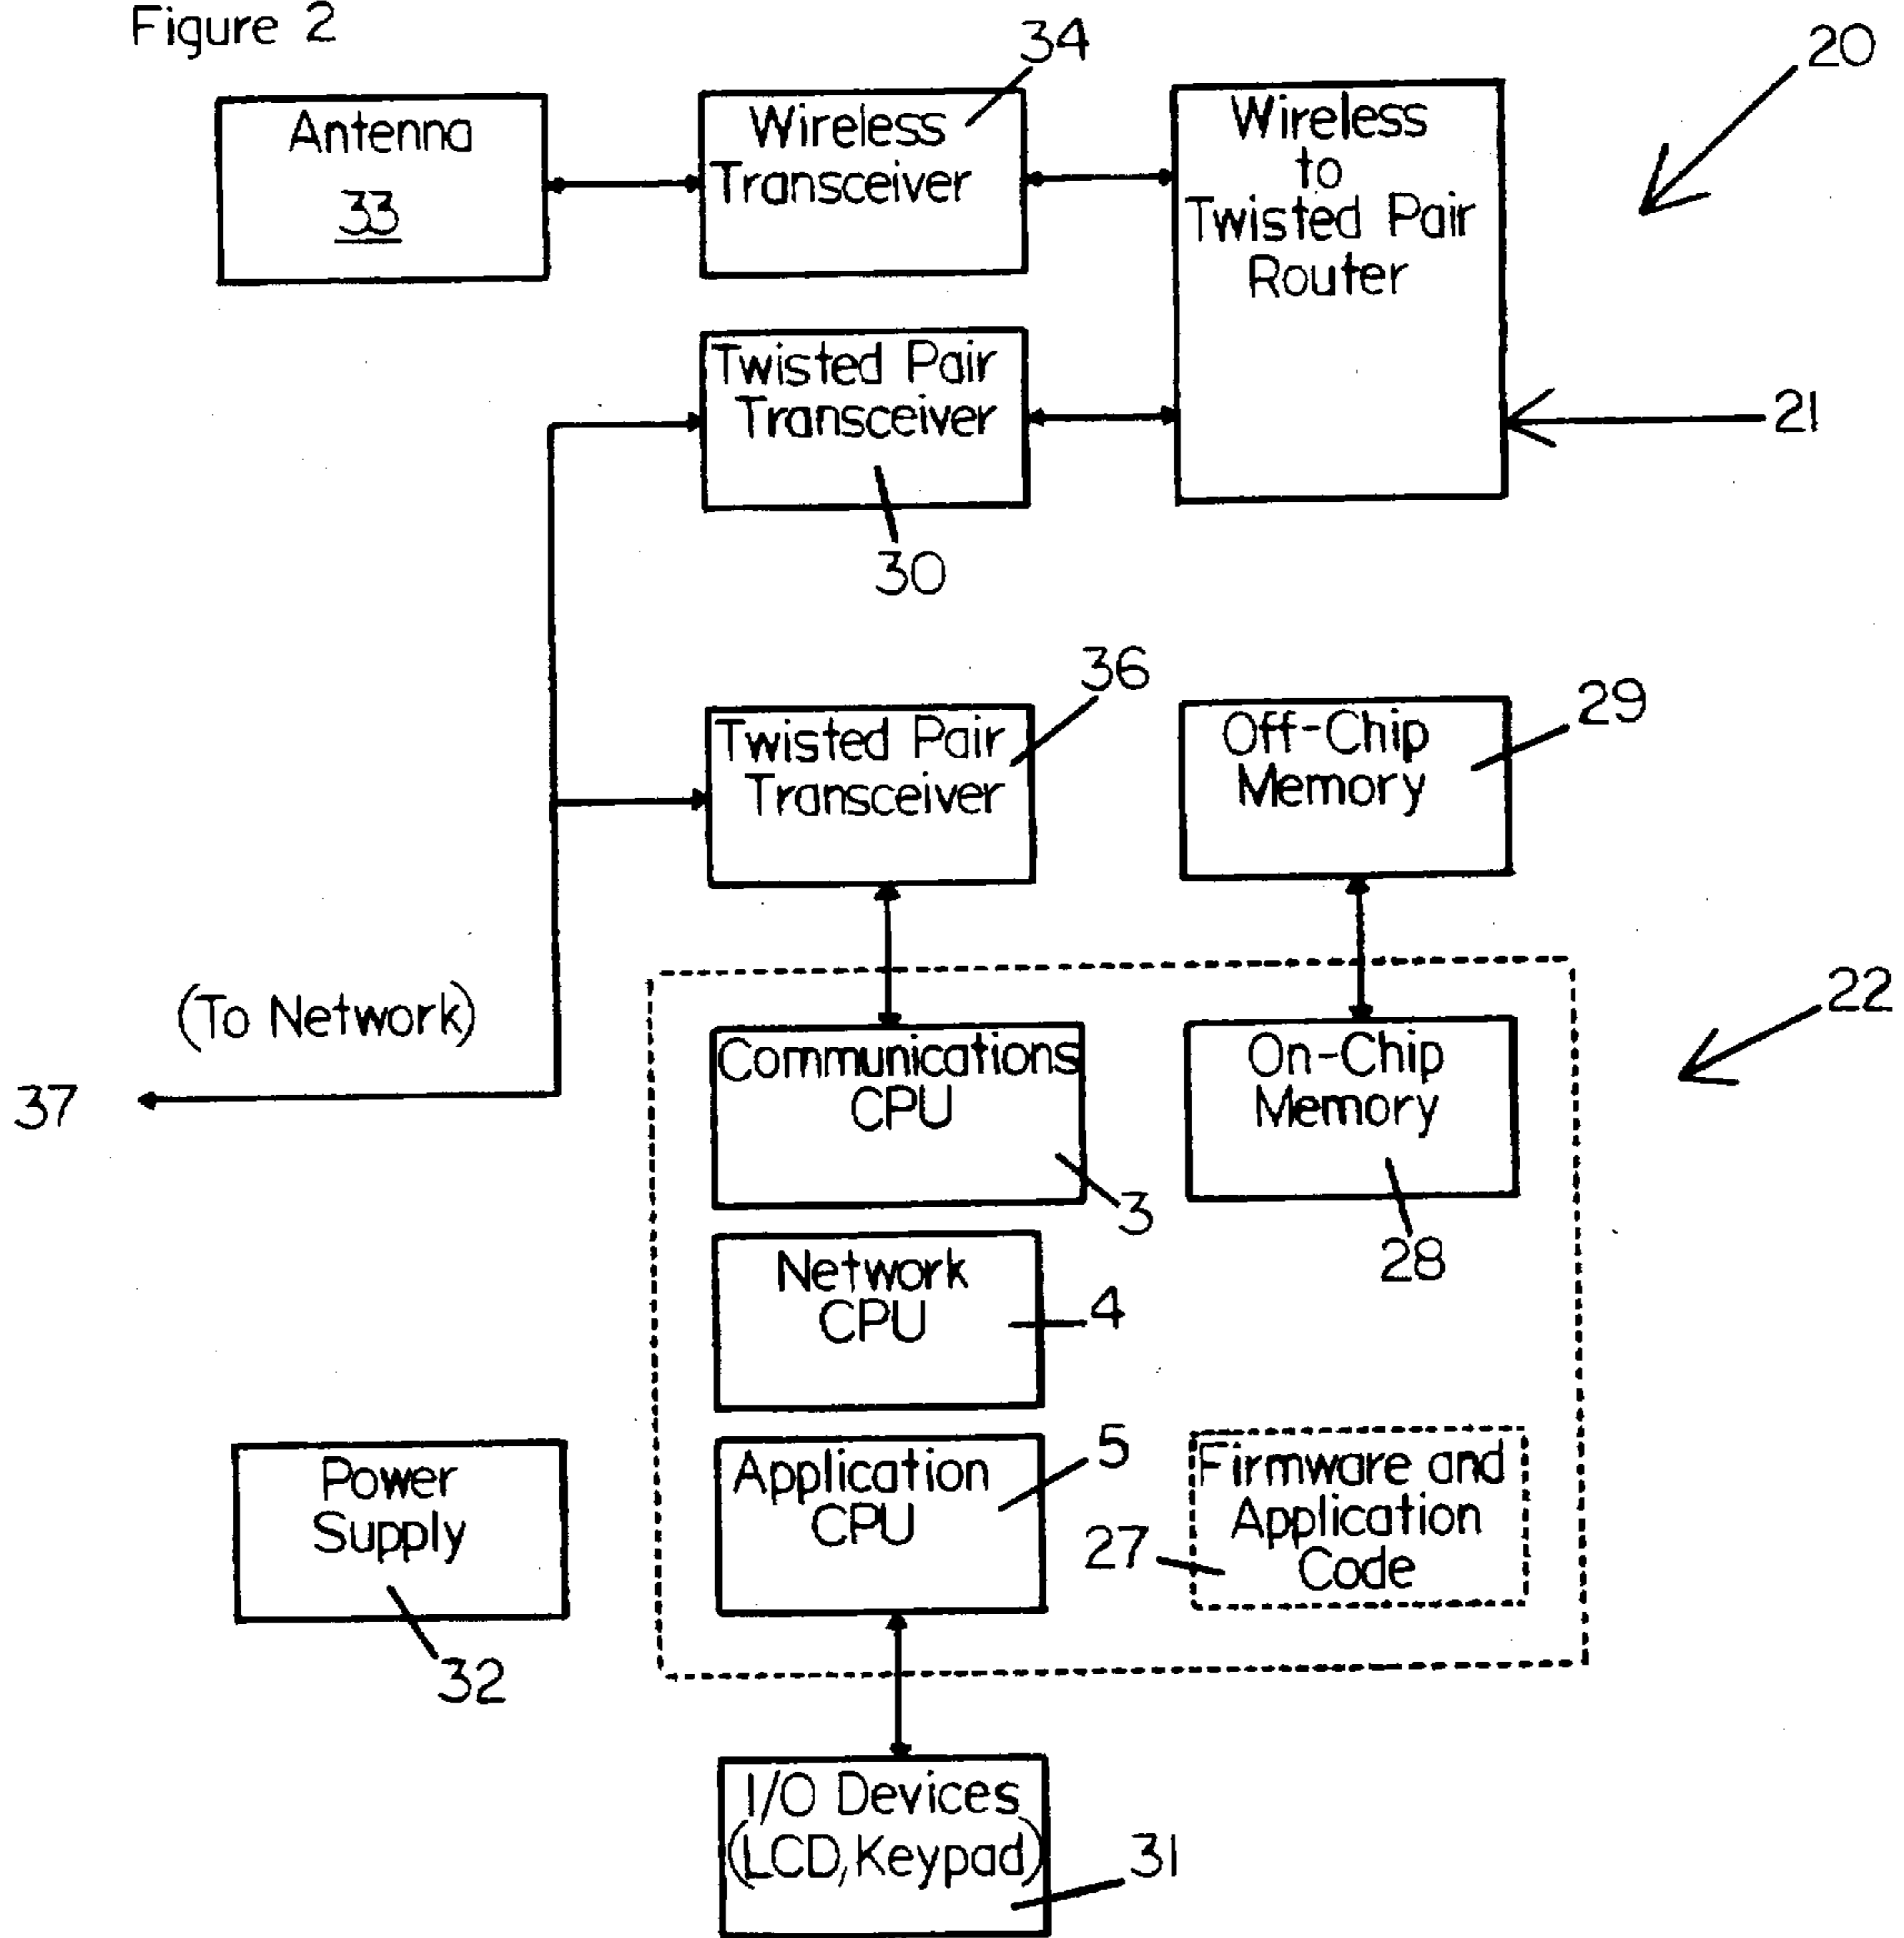 Figure 2
34
20
Antenna
33
Wireless
Transceiver
Wireless
to
Twisted Pair
Router
Twisted Pair
Transceiver
21
30
36
29
Twisted Pair
Transceiver
Off-Chip
Memory
(To Network)
22
37
Communications
CPU
On-Chip
Memory
3
28
Network
CPU
4
Power
Supply
Application
CPU
5
27
Firmware and
Application
Code
32
I/O Devices
(LCD,Keypad)
31